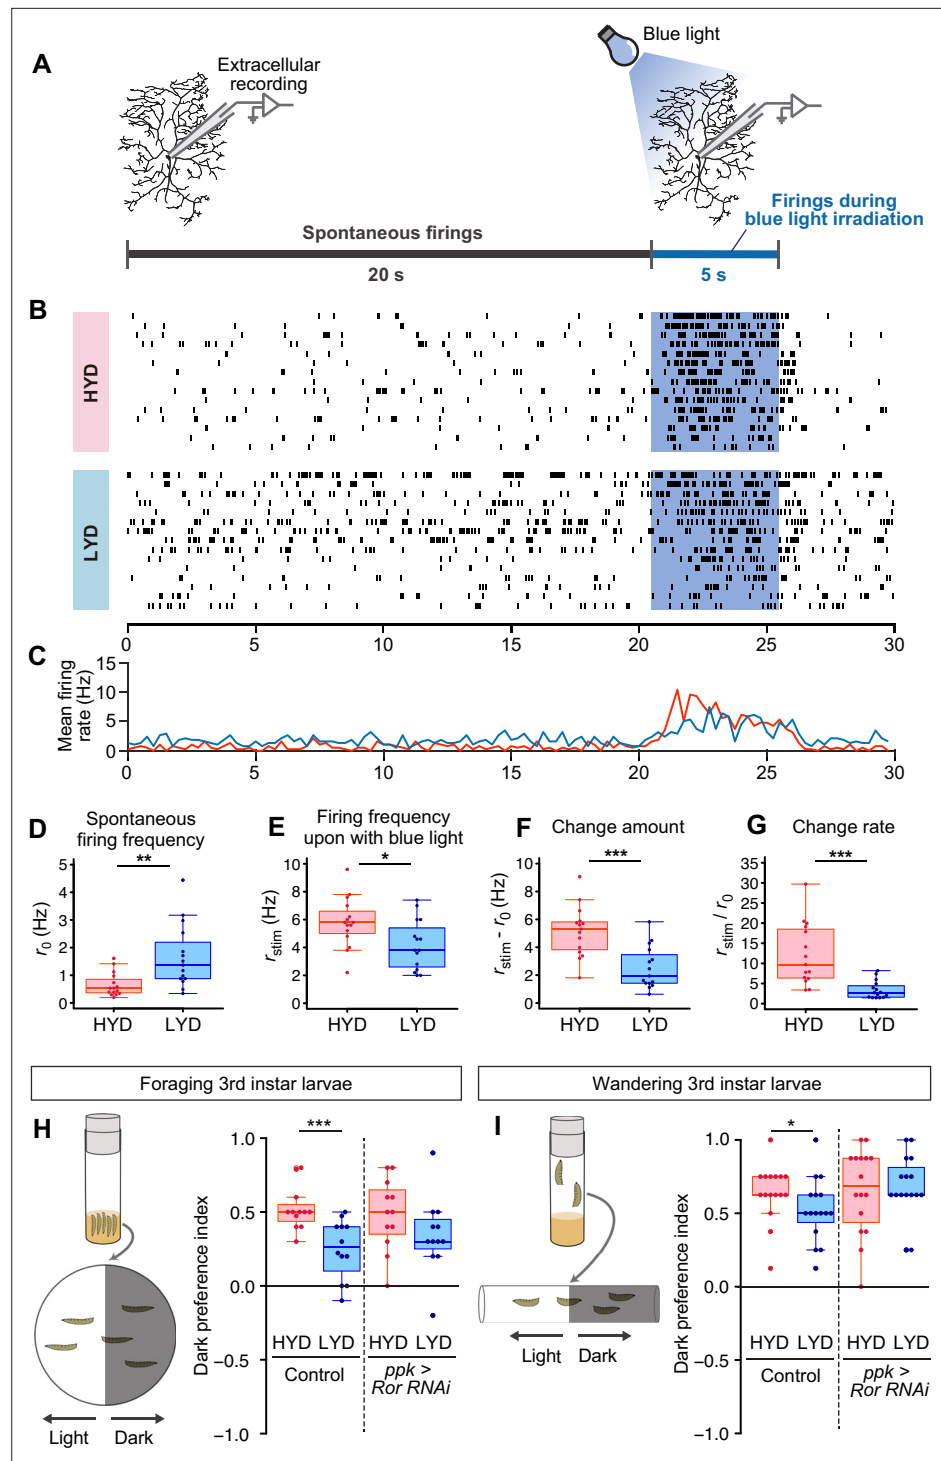 A
Extracellular
recording
Blue light
Firings during
blue light irradiation
Spontaneous firings
20 s
5 s
B
HYD
LYD
0 5 10 15 20 25 30
C
Mean firing
rate (Hz)
15
10
5
0
0 5 10 15 20 25 30
D
Spontaneous
firing frequency
**
r0 (Hz)
5
4
3
2
1
0
HYD LYD
E
Firing frequency
upon with blue light
*
rstim (Hz)
10
8
6
4
2
0
HYD LYD
F
Change amount
***
rstim - r0 (Hz)
10
8
6
4
2
0
HYD LYD
G
Change rate
***
rstim / r0
35
30
25
20
15
10
5
0
HYD LYD
Foraging 3rd instar larvae
H
Light Dark
***
Dark preference index
1.0
0.5
0.0
−0.5
−1.0
HYD LYD HYD LYD
Control
ppk >
Ror RNAi
Wandering 3rd instar larvae
I
Light Dark
*
Dark preference index
1.0
0.5
0.0
−0.5
−1.0
HYD LYD HYD LYD
Control
ppk >
Ror RNAi